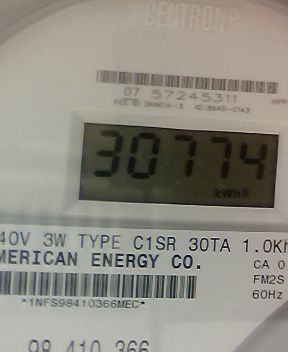 CENTRON®
07 57245311
30774
kWh
40V 3W TYPE C1SR 30TA 1.0Kh
MERICAN ENERGY CO.
CA 0
FM2S
*1NFS98410366MEC*
60Hz
98 410 366